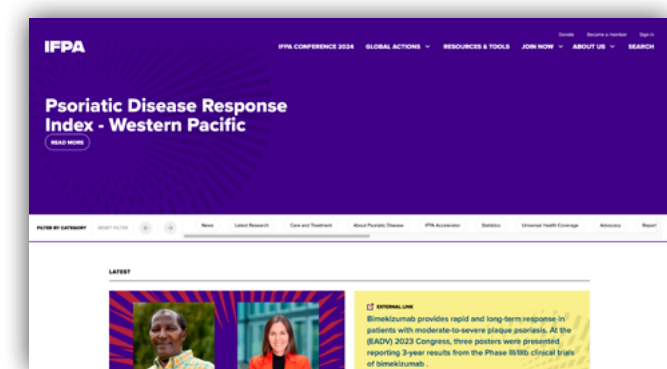 Donate Become a member Sign in
IFPA
IFPA CONFERENCE 2024 GLOBAL ACTIONS RESOURCES & TOOLS JOIN NOW ABOUT US SEARCH
Psoriatic Disease Response
Index - Western Pacific
READ MORE
FILTER BY CATEGORY RESET FILTER News Latest Research Care and Treatment About Psoriatic Disease IFPA Accelerator Statistics Universal Health Coverage Advocacy Report
LATEST
EXTERNAL LINK
Bimekizumab provides rapid and long-term response in
patients with moderate-to-severe plaque psoriasis. At the
(EADV) 2023 Congress, three posters were presented
reporting 3-year results from the Phase III/IIIb clinical trials
of bimekizumab .